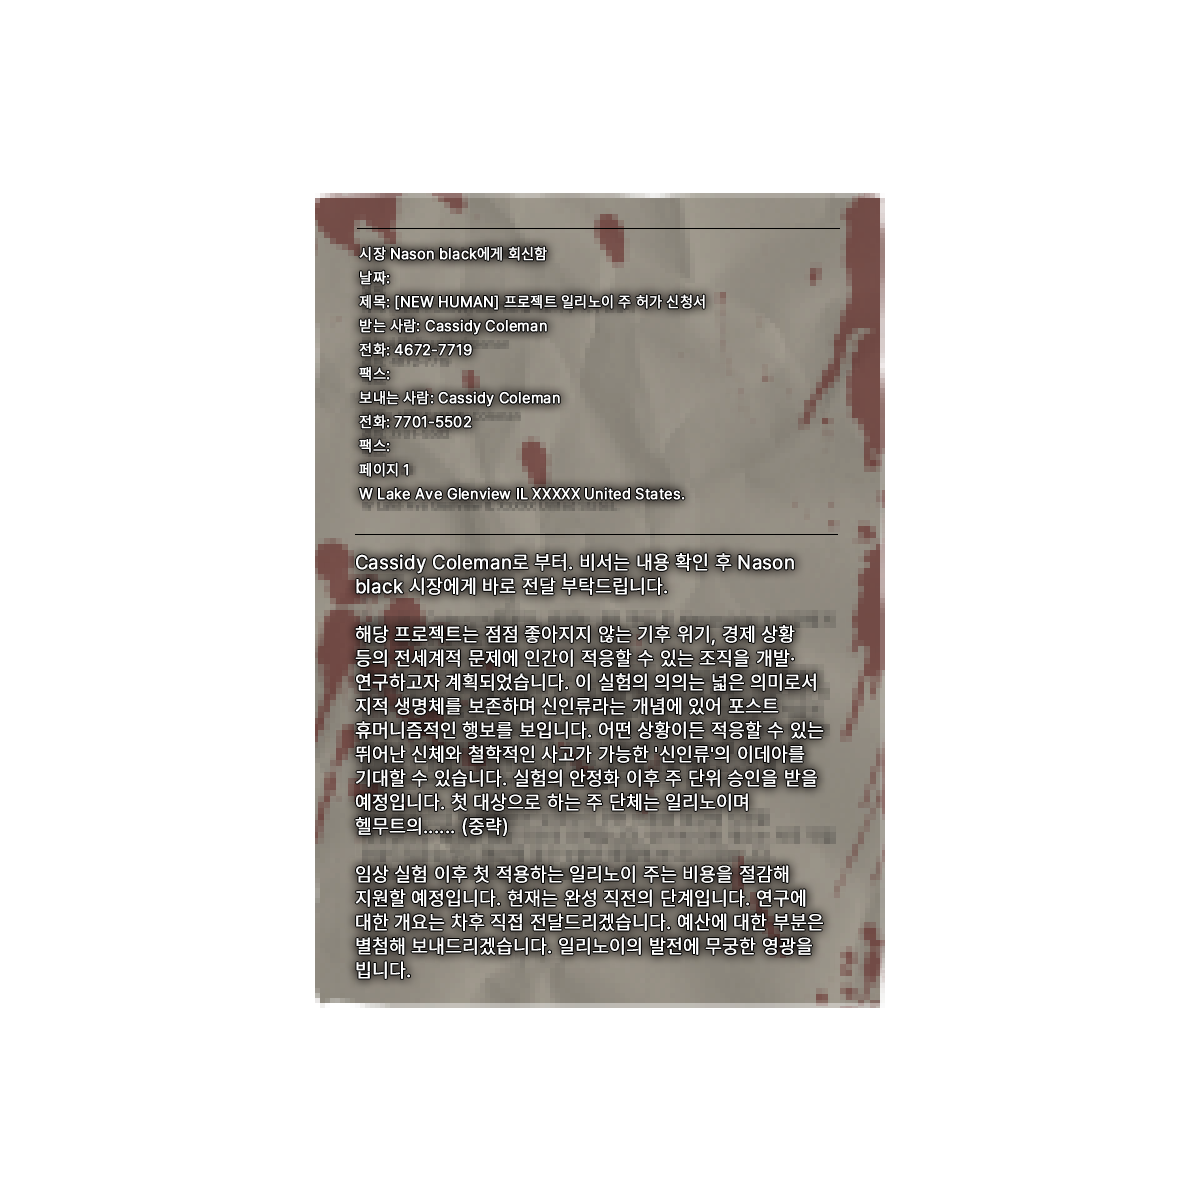 시장 Nason black에게 회신함
날짜:
제목: [NEW HUMAN] 프로젝트 일리노이 주 허가 신청서
받는 사람: Cassidy Coleman
전화: 4672-7719
팩스:
보내는 사람: Cassidy Coleman
전화: 7701-5502
팩스:
페이지 1
W Lake Ave Glenview IL XXXXX United States.
Cassidy Coleman로 부터. 비서는 내용 확인 후 Nason
black 시장에게 바로 전달 부탁드립니다.
해당 프로젝트는 점점 좋아지지 않는 기후 위기, 경제 상황
등의 전세계적 문제에 인간이 적응할 수 있는 조직을 개발·
연구하고자 계획되었습니다. 이 실험의 의의는 넓은 의미로서
지적 생명체를 보존하며 신인류라는 개념에 있어 포스트
휴머니즘적인 행보를 보입니다. 어떤 상황이든 적응할 수 있는
뛰어난 신체와 철학적인 사고가 가능한 '신인류'의 이데아를
기대할 수 있습니다. 실험의 안정화 이후 주 단위 승인을 받을
예정입니다. 첫 대상으로 하는 주 단체는 일리노이며
헬무트의...... (중략)
임상 실험 이후 첫 적용하는 일리노이 주는 비용을 절감해
지원할 예정입니다. 현재는 완성 직전의 단계입니다. 연구에
대한 개요는 차후 직접 전달드리겠습니다. 예산에 대한 부분은
별첨해 보내드리겠습니다. 일리노이의 발전에 무궁한 영광을
빕니다.